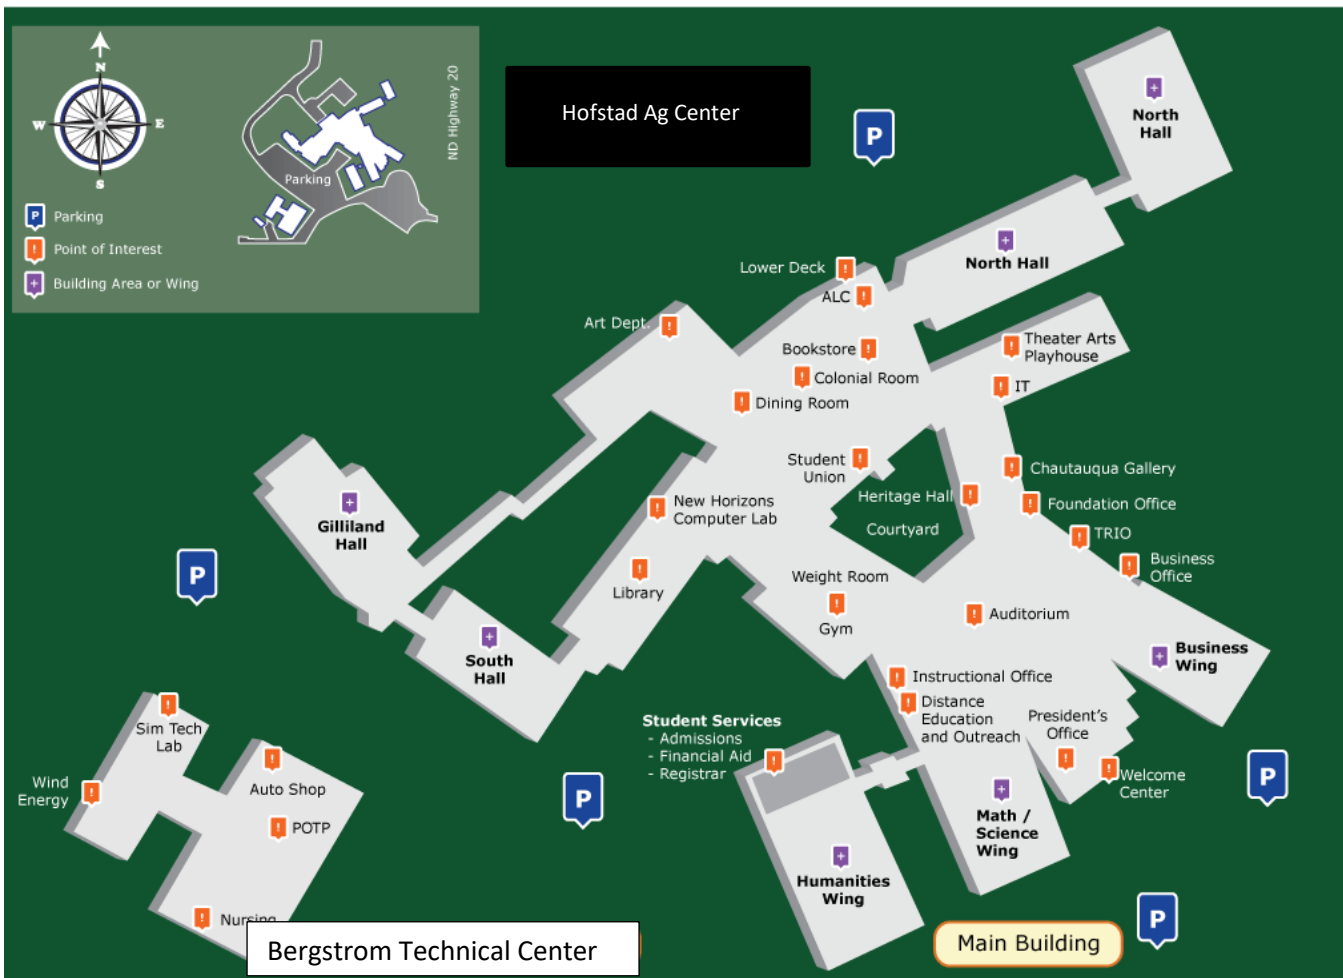 N
W
E
S
P
Parking
!
Point of Interest
+
Building Area or Wing
Parking
ND Highway 20
Hofstad Ag Center
P
North
Hall
North Hall
Lower Deck
ALC
Art Dept.
Bookstore
Colonial Room
Dining Room
Theater Arts
Playhouse
IT
Student
Union
Chautauqua Gallery
Heritage Hall
Foundation Office
Courtyard
TRIO
Business
Office
New Horizons
Computer Lab
Gilliland
Hall
P
Library
Weight Room
Gym
Auditorium
South
Hall
Business
Wing
Instructional Office
Distance
Education
and Outreach
President's
Office
Welcome
Center
Student Services
- Admissions
- Financial Aid
- Registrar
P
P
Sim Tech
Lab
Wind
Energy
Auto Shop
POTP
Nursing
Math /
Science
Wing
Humanities
Wing
P
Bergstrom Technical Center
Main Building